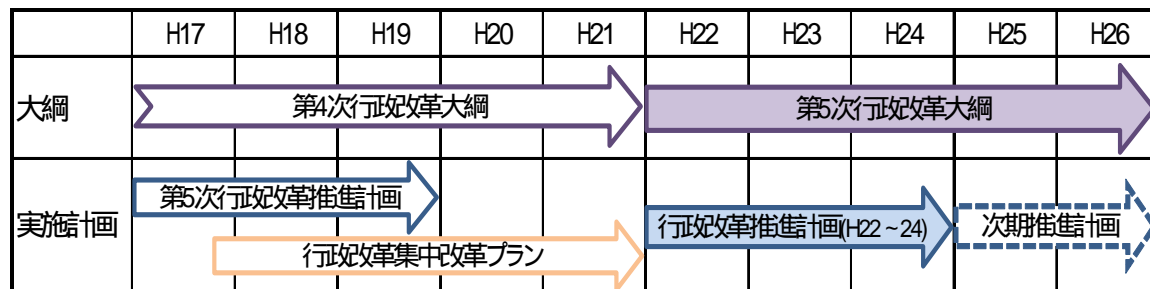 H17 H18 H19 H20 H21 H22 H23 H24 H25 H26
大綱 第4次行政改革大綱 第5次行政改革大綱
第5次行政改革推進計画
実施計画 行政改革推進計画(H22~24) 次期推進計画
行政改革集中改革プラン